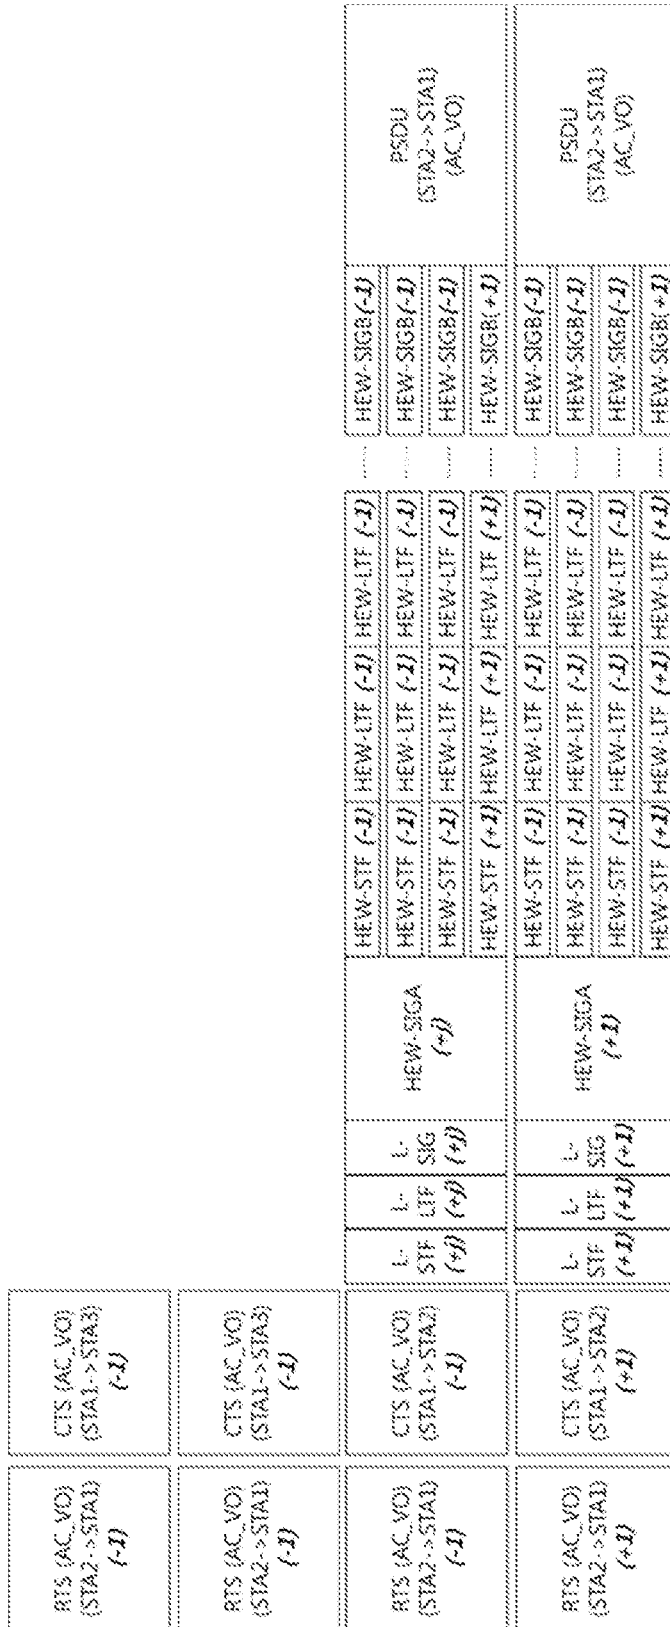 RTS (AC_VO)
(STA2->STA1)
(-1)
CTS (AC_VO)
(STA1->STA3)
(-1)
RTS (AC_VO)
(STA2->STA1)
(-1)
CTS (AC_VO)
(STA1->STA3)
(-1)
RTS (AC_VO)
(STA2->STA1)
(-1)
CTS (AC_VO)
(STA1->STA2)
(-1)
L-
STF
(+j)
L-
LTF
(+j)
L-
SIG
(+j)
HEW-SIGA
(+j)
HEW-STF (-1) HEW-LTF (-1) HEW-LTF (-1) ...... HEW-SIGB(-1)
HEW-STF (-1) HEW-LTF (-1) HEW-LTF (-1) ...... HEW-SIGB(-1)
HEW-STF (-1) HEW-LTF (-1) HEW-LTF (-1) ...... HEW-SIGB(-1)
HEW-STF (+1) HEW-LTF (+1) HEW-LTF (+1) ...... HEW-SIGB(+1)
PSDU
(STA2->STA1)
(AC_VO)
RTS (AC_VO)
(STA2->STA1)
(+1)
CTS (AC_VO)
(STA1->STA2)
(+1)
L-
STF
(+1)
L-
LTF
(+1)
L-
SIG
(+1)
HEW-SIGA
(+1)
HEW-STF (-1) HEW-LTF (-1) HEW-LTF (-1) ...... HEW-SIGB(-1)
HEW-STF (-1) HEW-LTF (-1) HEW-LTF (-1) ...... HEW-SIGB(-1)
HEW-STF (-1) HEW-LTF (-1) HEW-LTF (-1) ...... HEW-SIGB(-1)
HEW-STF (+1) HEW-LTF (+1) HEW-LTF (+1) ...... HEW-SIGB(+1)
PSDU
(STA2->STA1)
(AC_VO)